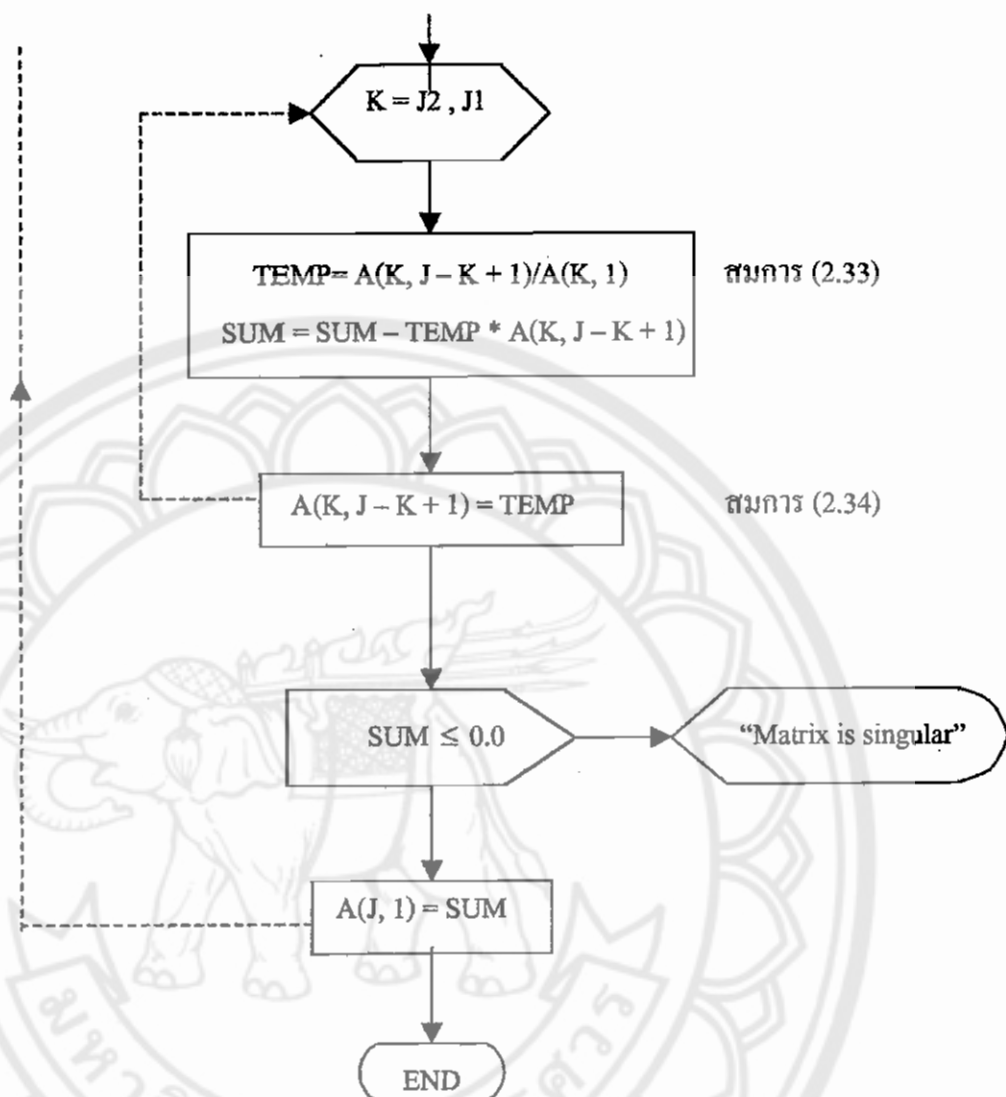 K = J2 , J1
TEMP= A(K, J – K + 1)/A(K, 1)
สมการ (2.33)
SUM = SUM – TEMP * A(K, J – K + 1)
A(K, J – K + 1) = TEMP
สมการ (2.34)
SUM ≤ 0.0
“Matrix is singular”
A(J, 1) = SUM
END